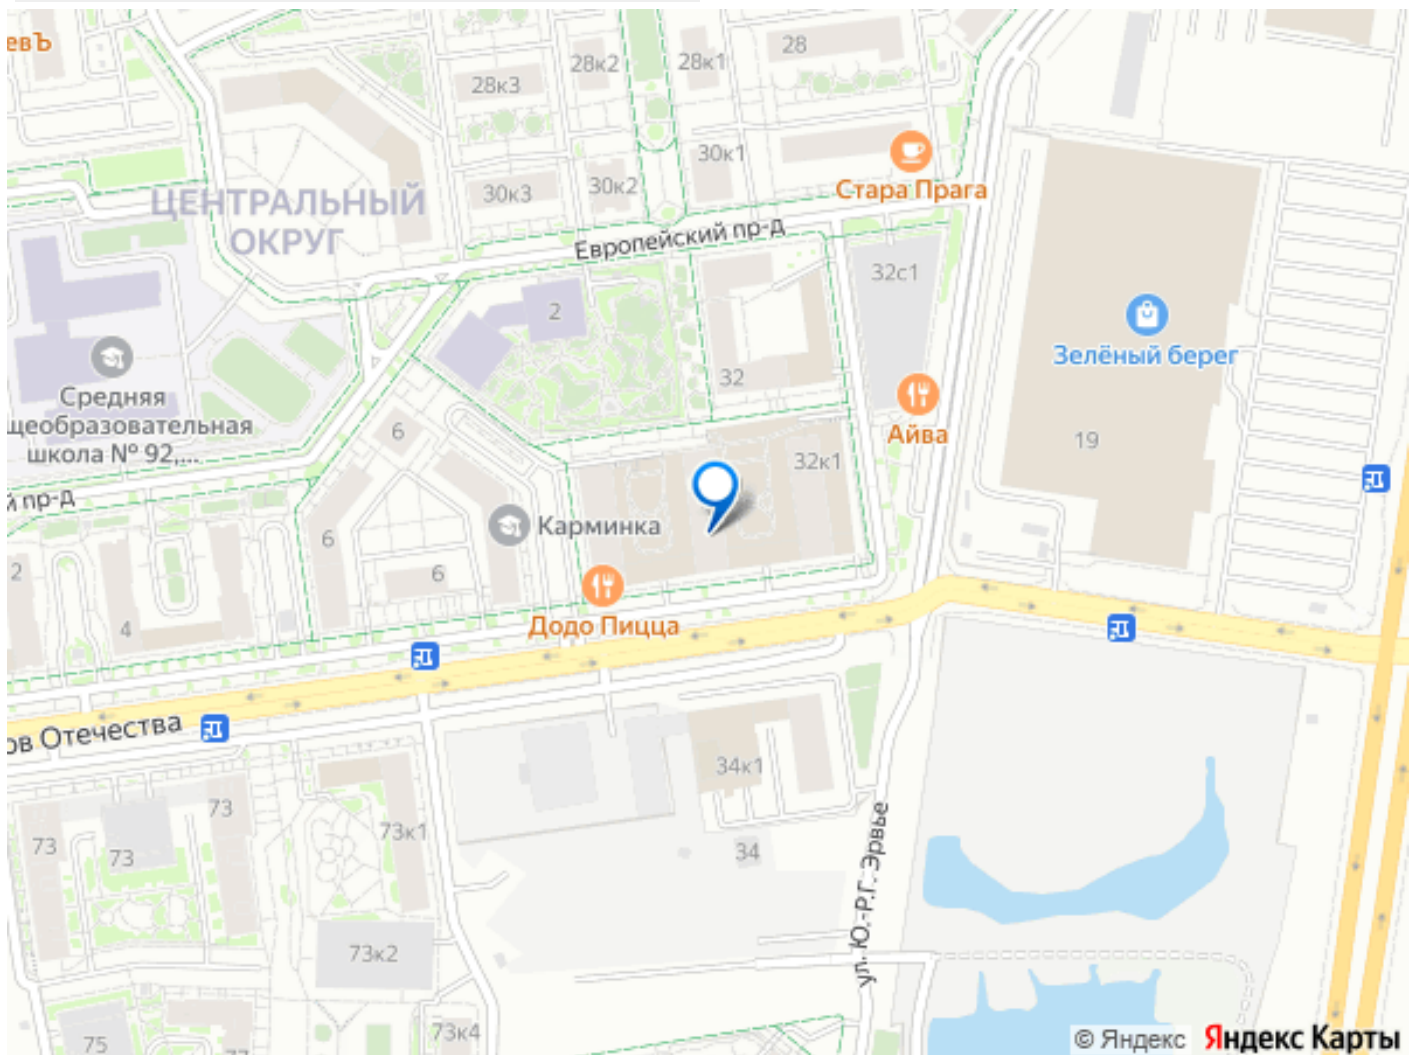 евЪ
28к3
28к2
28к1
28
30к3
30к2
30к1
Стара Прага
ЦЕНТРАЛЬНЫЙ
ОКРУГ
Европейский пр-д
32с1
2
32
Зелёный берег
19
Средняя
щеобразовательная
школа № 92,...
6
Айва
32к1
й пр-д
Карминка
6
6
2
4
Додо Пицца
ов Отечества
34к1
34
73
73
73
73к1
73к2
73к4
75
ул. Ю.-Р.Г. Эрвье
© Яндекс
Яндекс Карты